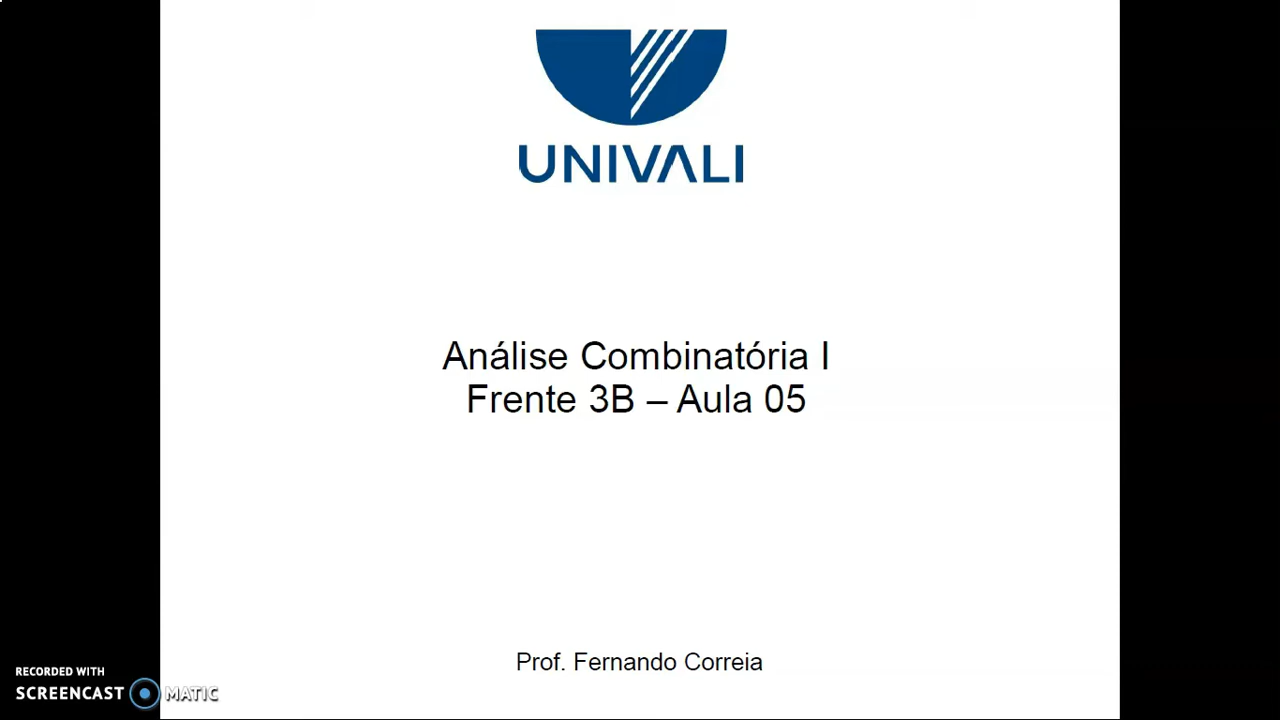 UNIVALI
Análise Combinatória I
Frente 3B – Aula 05
Prof. Fernando Correia
RECORDED WITH
SCREENCAST MATIC